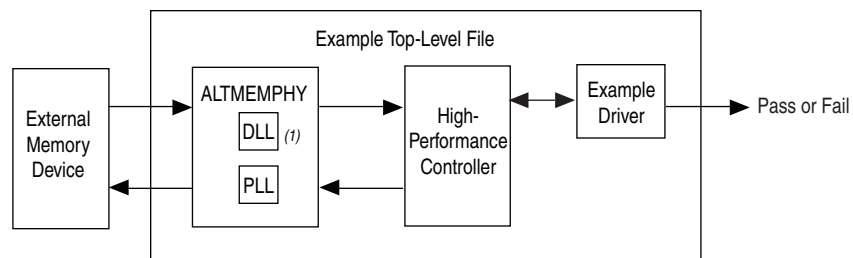 Example Top-Level File
External
Memory
Device
ALTMEMPHY
DLL (1)
PLL
High-
Performance
Controller
Example
Driver
Pass or Fail